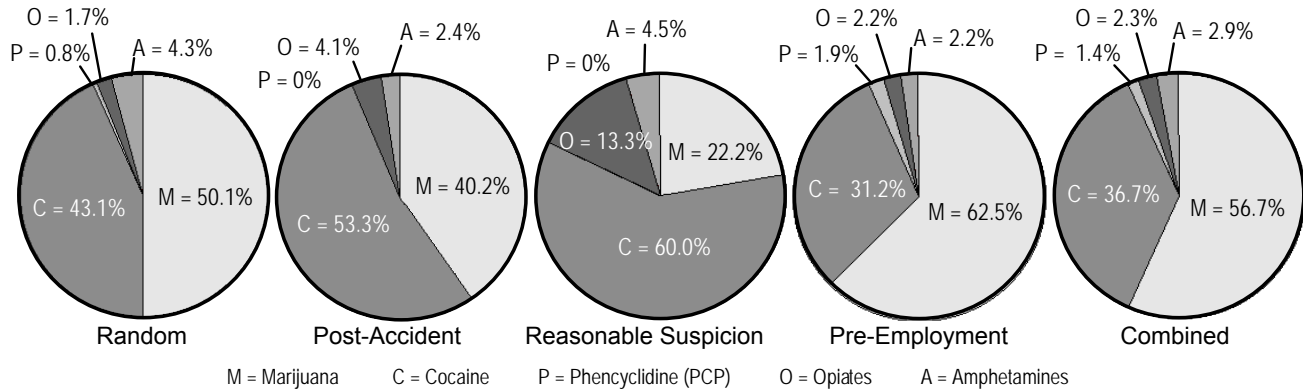 O = 1.7%
P = 0.8%
A = 4.3%
C = 43.1%
M = 50.1%
Random
O = 4.1%
A = 2.4%
P = 0%
M = 40.2%
C = 53.3%
Post-Accident
A = 4.5%
P = 0%
O = 13.3%
M = 22.2%
C = 60.0%
Reasonable Suspicion
O = 2.2%
A = 2.2%
P = 1.9%
C = 31.2%
M = 62.5%
Pre-Employment
O = 2.3%
A = 2.9%
P = 1.4%
C = 36.7%
M = 56.7%
Combined
M = Marijuana C = Cocaine P = Phencyclidine (PCP) O = Opiates A = Amphetamines